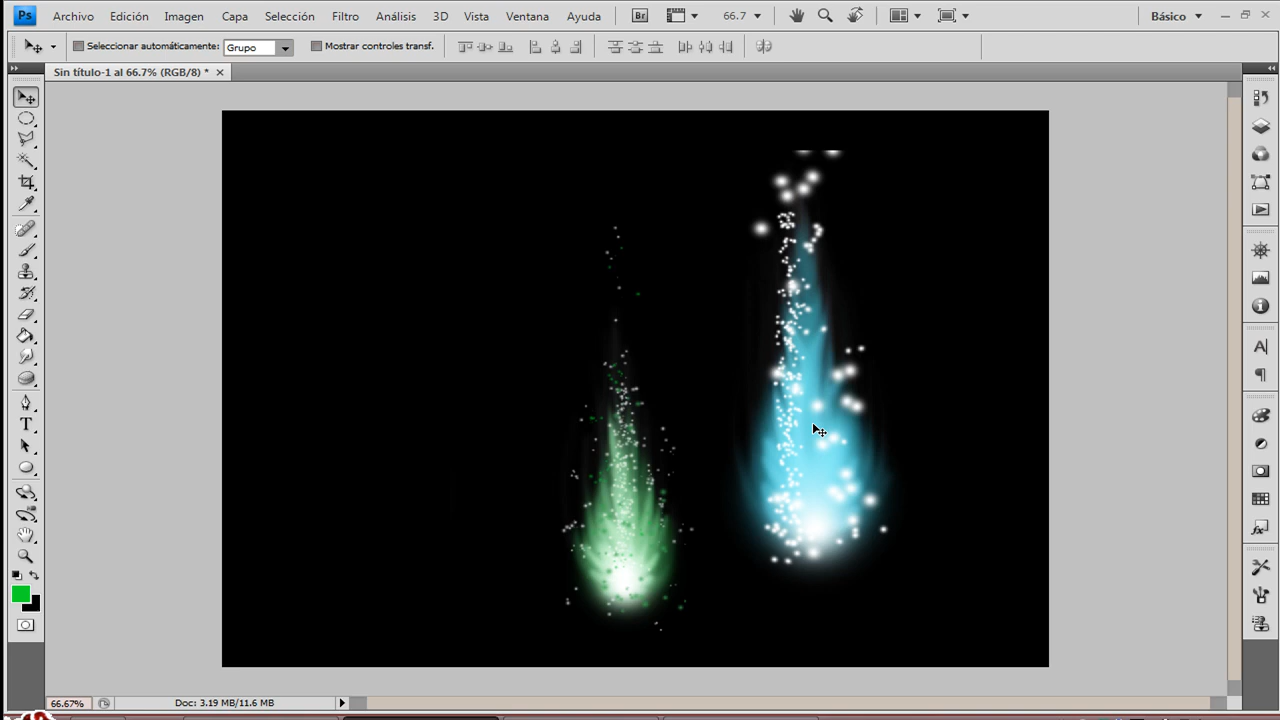 Ps Archivo Edición Imagen Capa Selección Filtro Análisis 3D Vista Ventana Ayuda Br 66.7 Básico
Seleccionar automáticamente: Grupo Mostrar controles transf.
Sin título-1 al 66.7% (RGB/8) * ×
T
A
66.67% Doc: 3.19 MB/11.6 MB